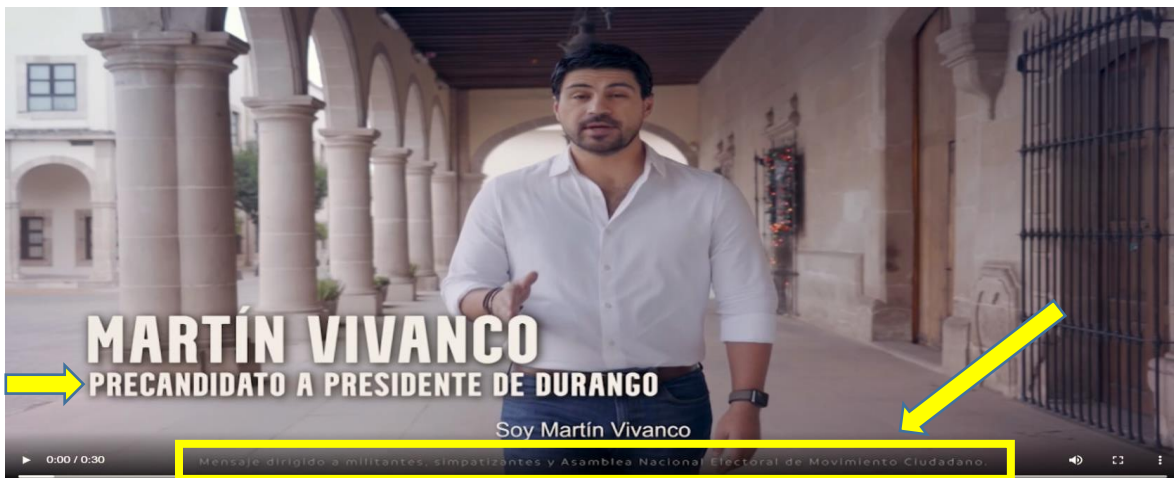 MARTÍN VIVANCO
PRECANDIDATO A PRESIDENTE DE DURANGO
Soy Martín Vivanco
0:00 / 0:30
Mensaje dirigido a militantes, simpatizantes y Asamblea Nacional Electoral de Movimiento Ciudadano.